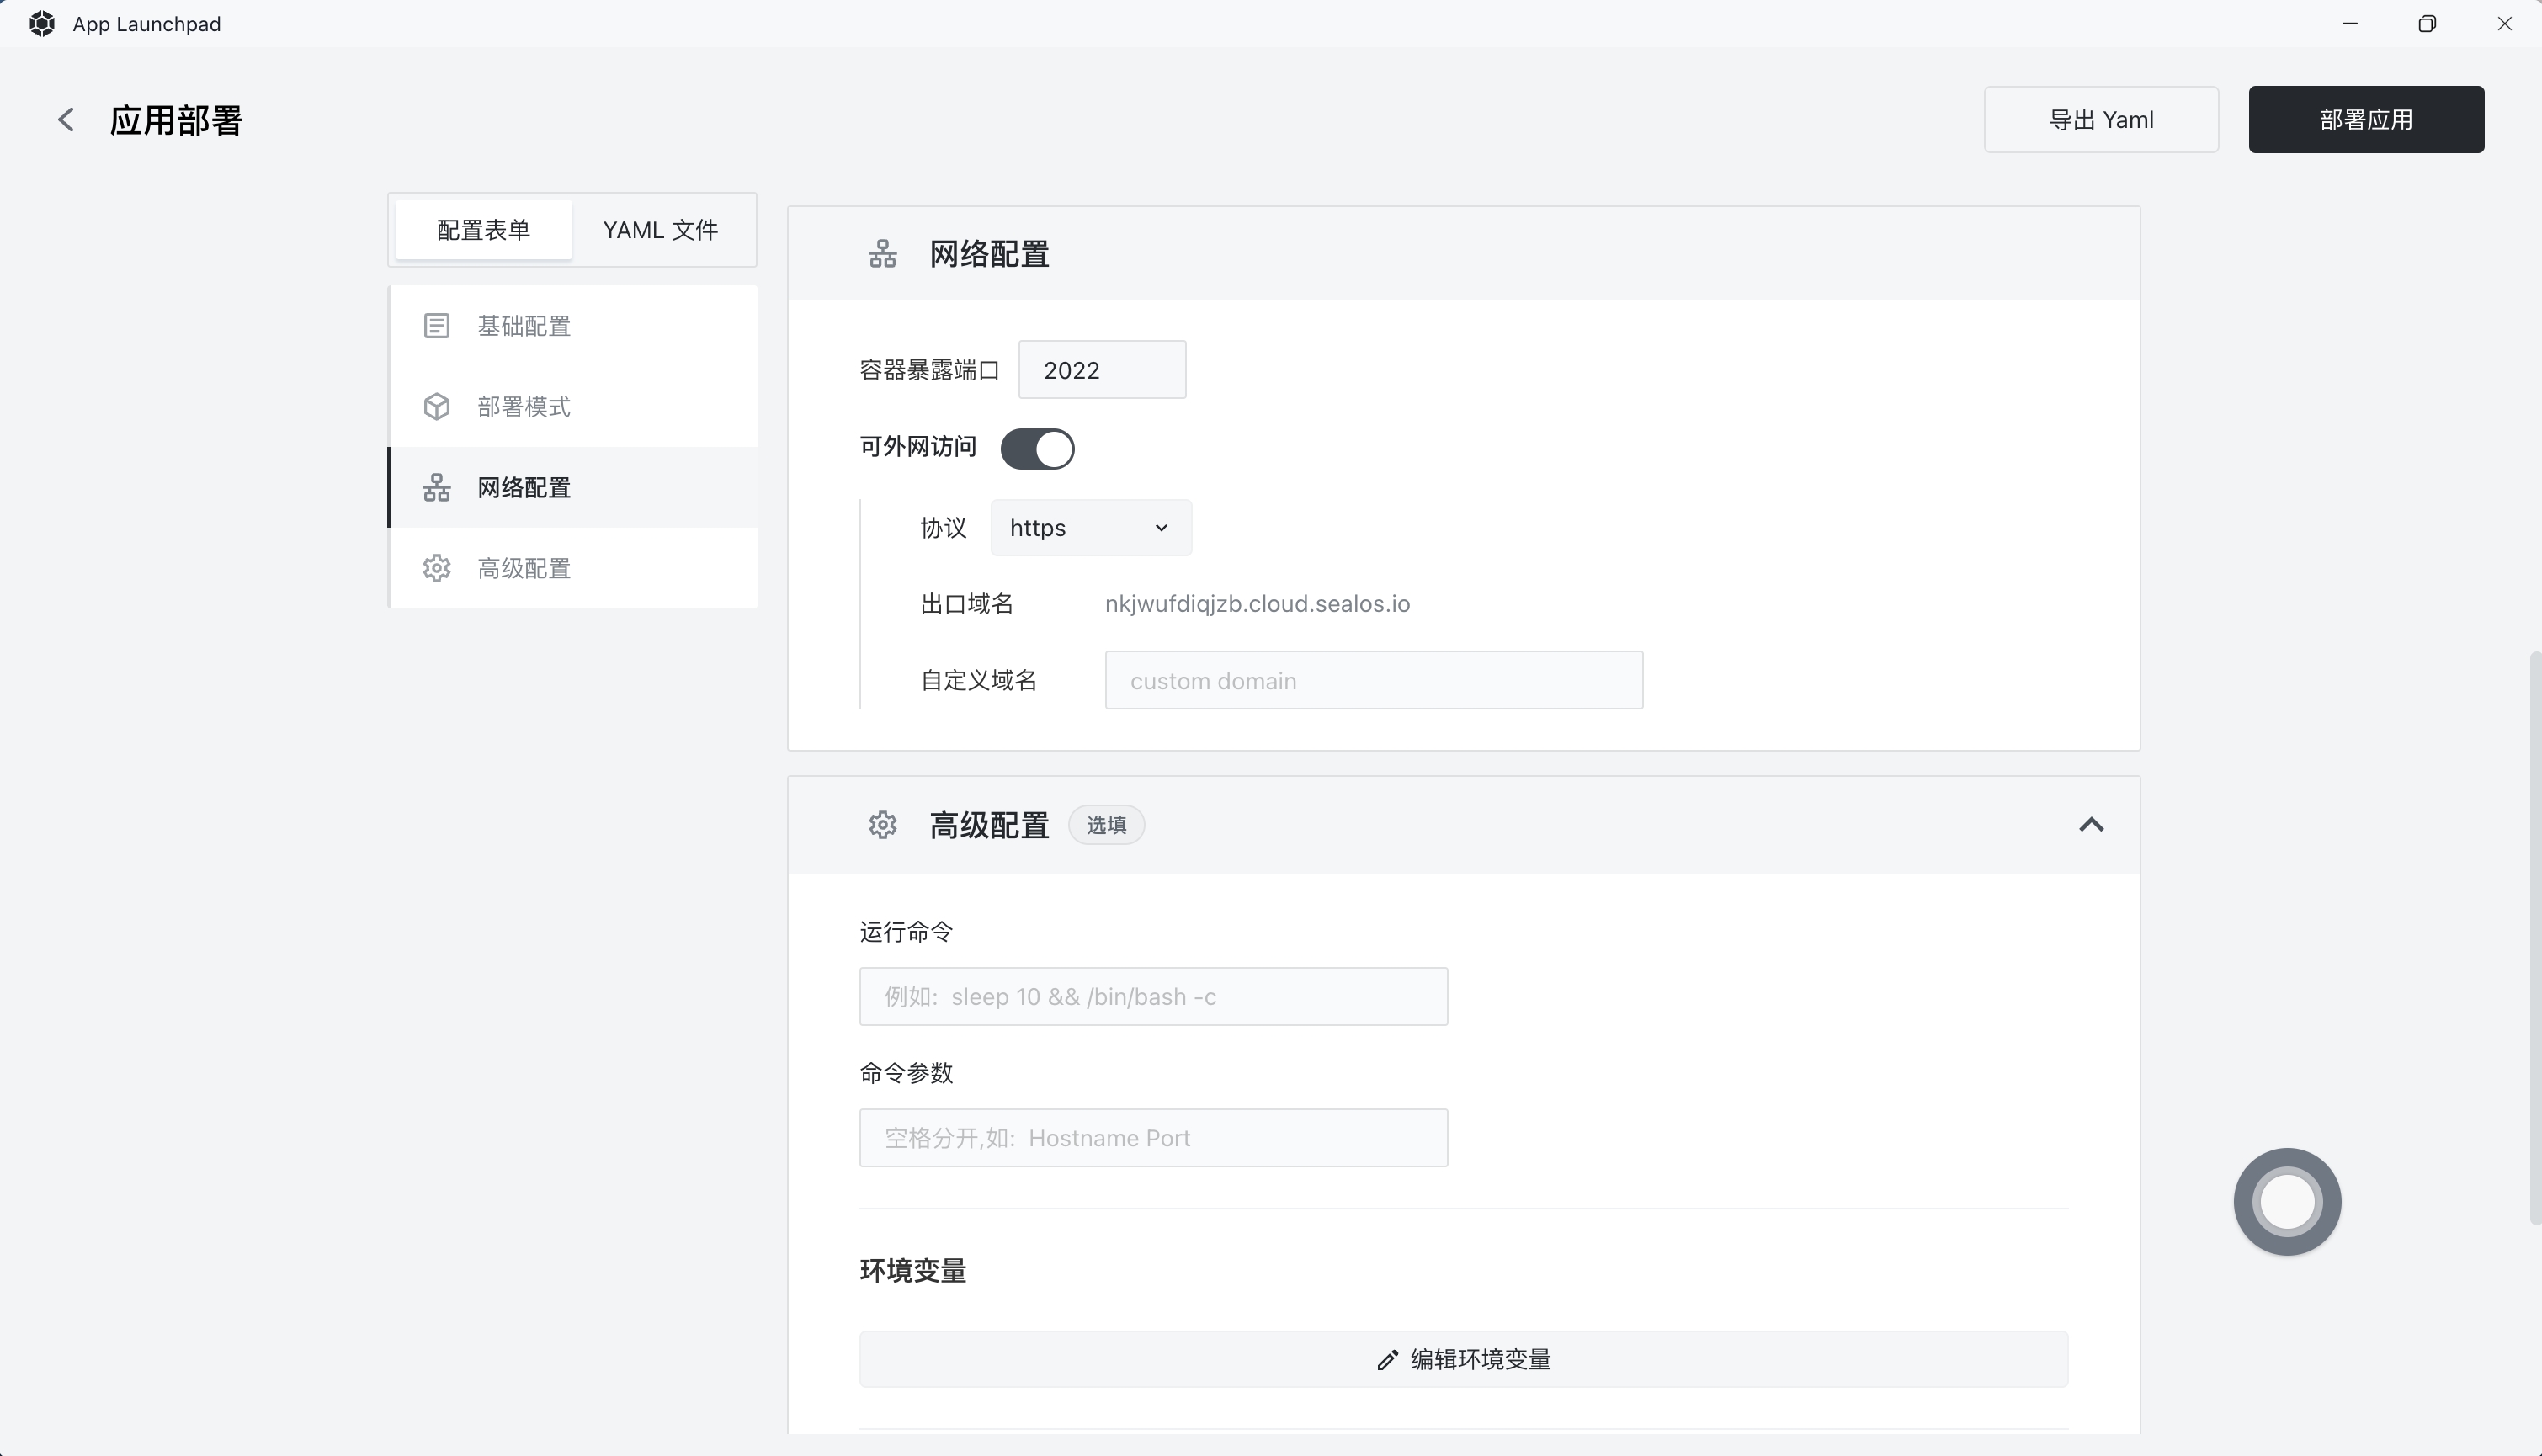 App Launchpad
应用部署
导出 Yaml
部署应用
配置表单
YAML 文件
基础配置
部署模式
网络配置
高级配置
网络配置
容器暴露端口
2022
可外网访问
协议
https
出口域名
nkjwufdiqjzb.cloud.sealos.io
自定义域名
custom domain
高级配置
选填
运行命令
例如: sleep 10 && /bin/bash -c
命令参数
空格分开,如: Hostname Port
环境变量
编辑环境变量